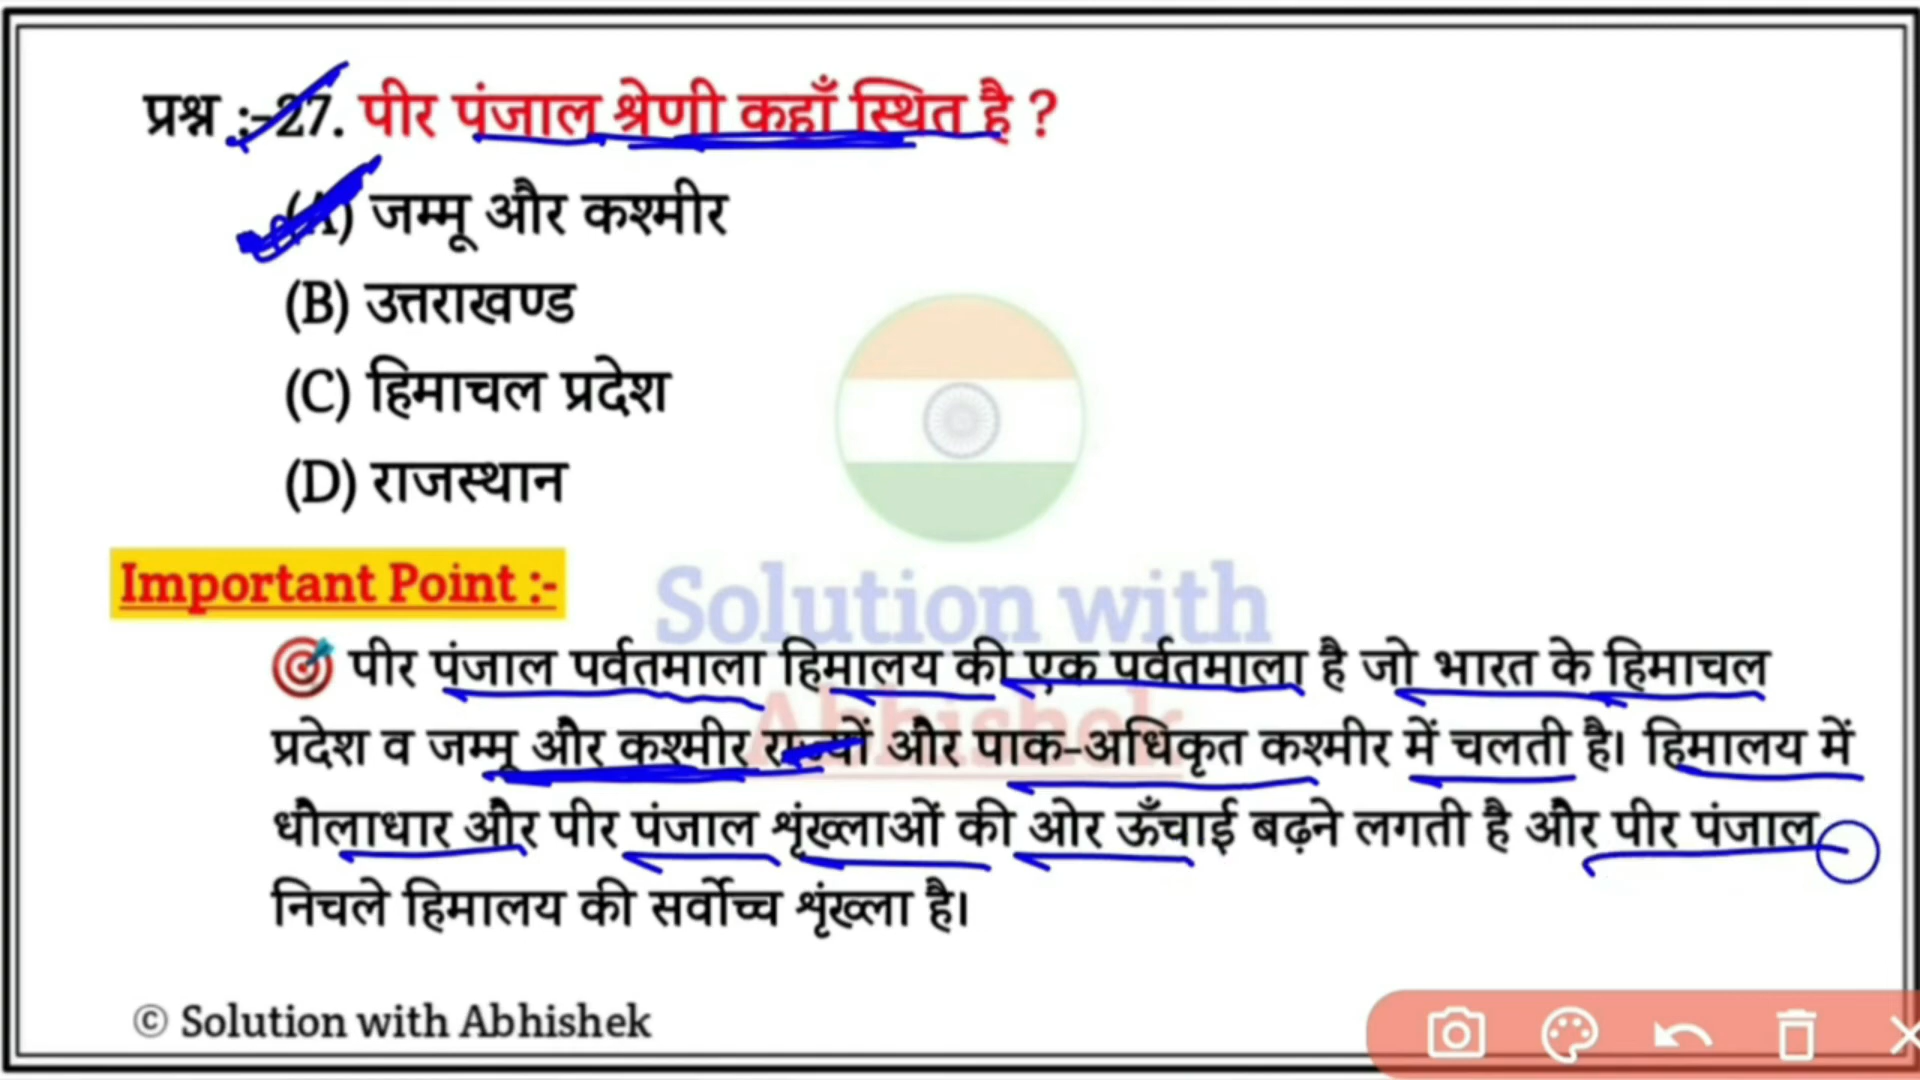 प्रश्न :-27. पीर पंजाल श्रेणी कहाँ स्थित है ?
(A) जम्मू और कश्मीर
(B) उत्तराखण्ड
(C) हिमाचल प्रदेश
(D) राजस्थान
Important Point :-
Solution with
Abhishek
पीर पंजाल पर्वतमाला हिमालय की एक पर्वतमाला है जो भारत के हिमाचल
प्रदेश व जम्मू और कश्मीर राज्यों और पाक-अधिकृत कश्मीर में चलती है। हिमालय में
धौलाधार और पीर पंजाल शृंख्लाओं की ओर ऊँचाई बढ़ने लगती है और पीर पंजाल
निचले हिमालय की सर्वोच्च शृंख्ला है।
© Solution with Abhishek